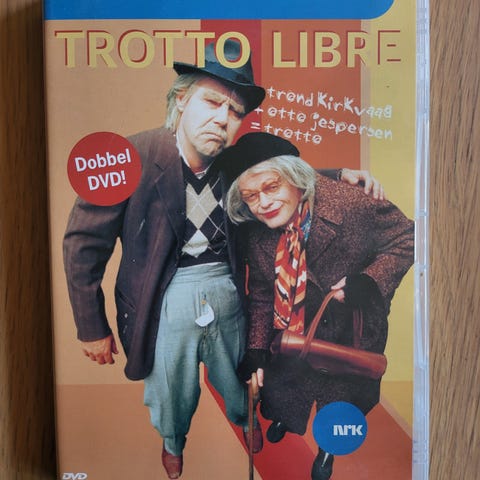 TROTTO LIBRE
trond kirkvaag
+ otto jespersen
= trotto
Dobbel
DVD!
NRK
DVD